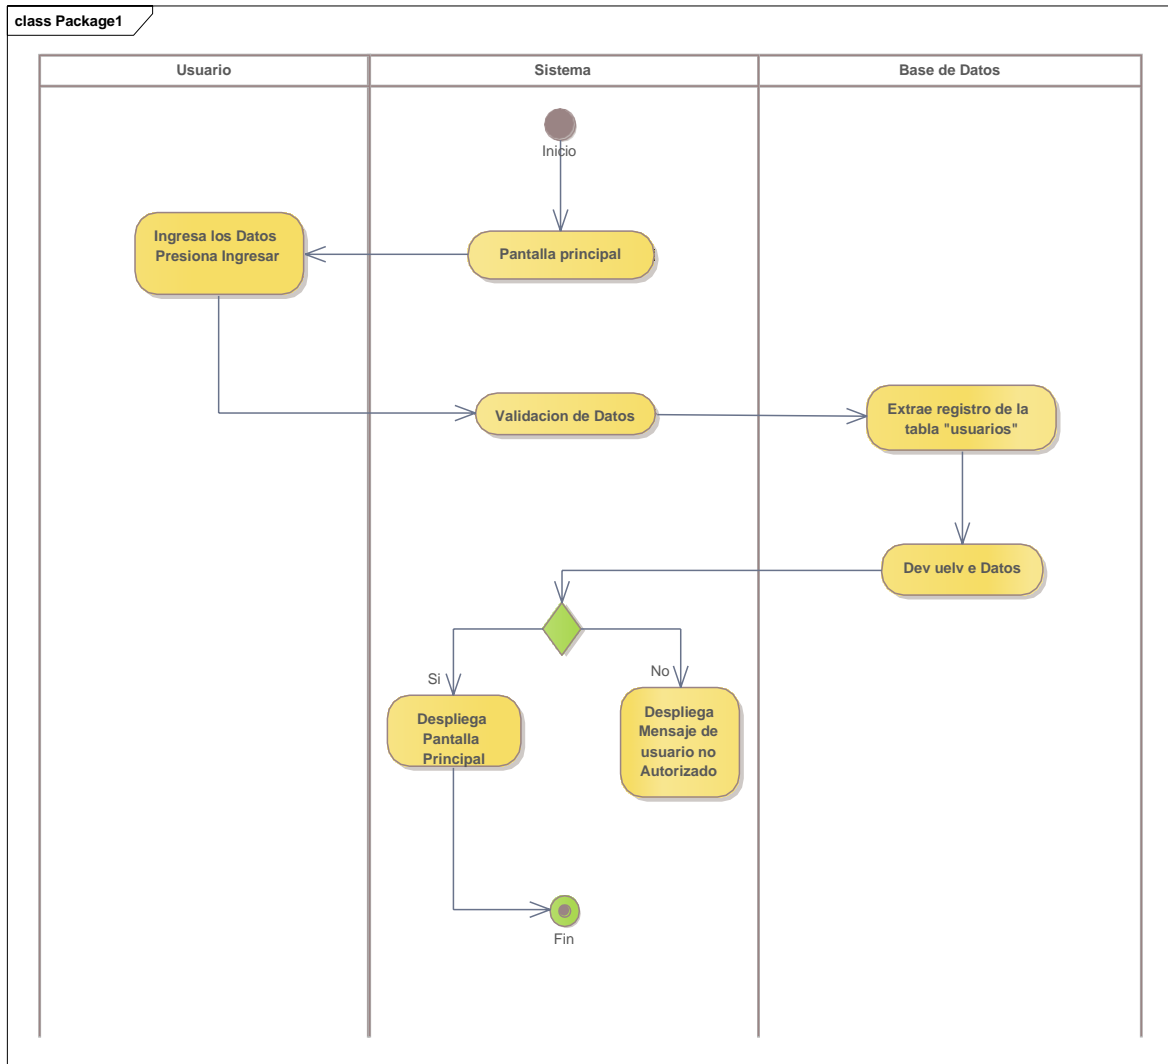 class Package1
Usuario
Sistema
Base de Datos
Inicio
Ingresa los Datos
Presiona Ingresar
Pantalla principal
Validacion de Datos
Extrae registro de la
tabla "usuarios"
Dev uelv e Datos
Si
No
Despliega
Pantalla
Principal
Despliega
Mensaje de
usuario no
Autorizado
Fin